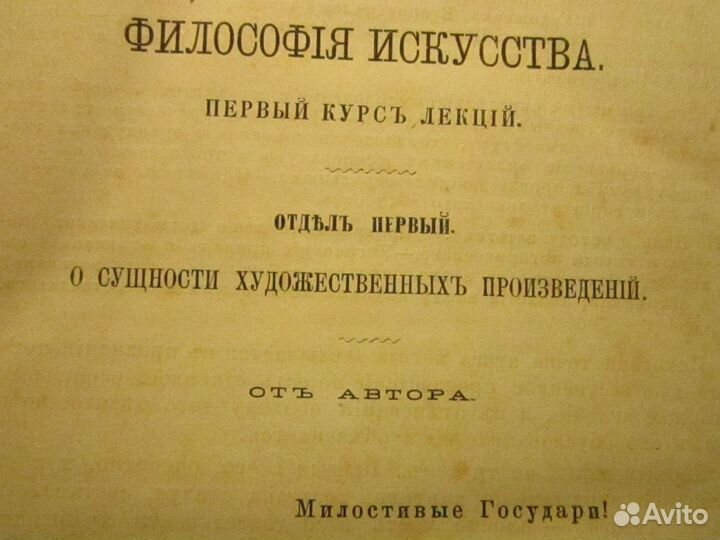 ФИЛОСОФІЯ ИСКУССТВА.
ПЕРВЫЙ КУРСЪ ЛЕКЦІЙ.
ОТДѢЛЪ ПЕРВЫЙ.
О СУЩНОСТИ ХУДОЖЕСТВЕННЫХЪ ПРОИЗВЕДЕНІЙ.
ОТЪ АВТОРА.
Милостивые Государи!
Avito